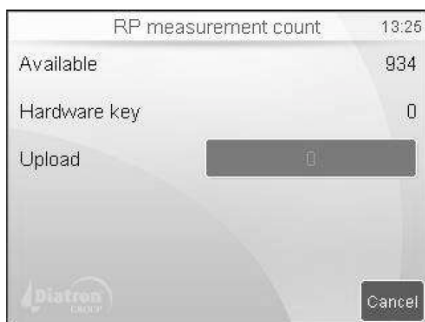 RP measurement count 13:25
Available 934
Hardware key 0
Upload 0
Diatron
GROUP
Cancel